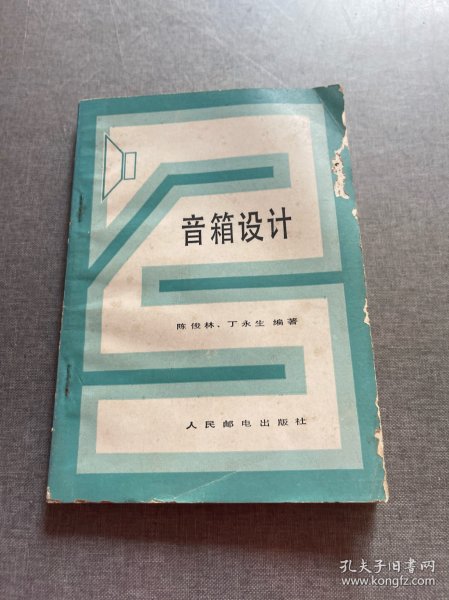 音箱设计
陈俊林、丁永生 编著
人民邮电出版社
孔夫子旧书网
www.kongfz.com